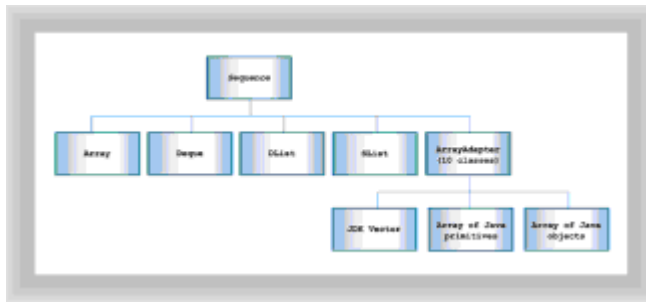 Sequence
Array
Deque
DList
SList
ArrayAdapter
(10 classes)
JDK Vector
Array of Java
primitives
Array of Java
objects